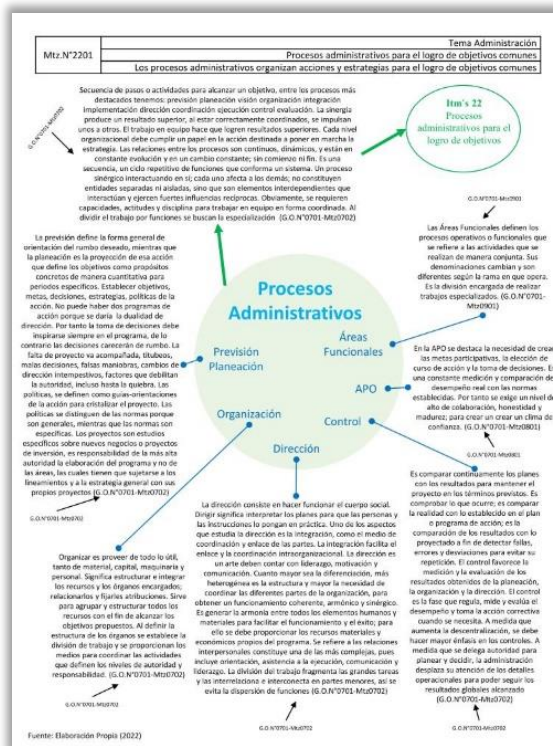 Mtz.N°2201
Tema Administración
Procesos administrativos para el logro de objetivos comunes
Los procesos administrativos organizan acciones y estrategias para el logro de objetivos comunes
Secuencia de pasos o actividades para alcanzar un objetivo, entre los procesos más
destacados tenemos: previsión planeación visión organización integración
implementación dirección coordinación ejecución control evaluación. La sinergia
produce un resultado superior, al estar correctamente coordinados, se impulsan
unos a otros. El trabajo en equipo hace que logren resultados superiores. Cada nivel
organizacional debe cumplir un papel en la acción destinada a poner en marcha la
estrategia. Las relaciones entre los procesos son continuos, dinámicos, y están en
constante evolución y en un cambio constante; sin comienzo ni fin. Es una
secuencia, un ciclo repetitivo de funciones que conforma un sistema. Un proceso
sinérgico interactuando en sí; cada uno afecta a los demás; no constituyen
entidades separadas ni aisladas, sino que son elementos interdependientes que
interactúan y ejercen fuertes influencias reciprocas. Obviamente, se requieren
capacidades, actitudes y disciplina para trabajar en equipo en forma coordinada. Al
dividir el trabajo por funciones se buscan la especialización (G.O.N°0701-Mtz0702)
G.O.N°0701-Mtz0702
Itm's 22
Procesos
administrativos para el
logro de objetivos
G.O.N°0701-Mtz0901
Las Áreas Funcionales definen los
procesos operativos o funcionales que
se refiere a las actividades que se
realizan de manera conjunta. Sus
denominaciones cambian y son
diferentes según la rama en que opera.
Es la división encargada de realizar
trabajos especializados. (G.O.N°0701-
Mtz0901)
La previsión define la forma general de
orientación del rumbo deseado, mientras que
la planeación es la proyección de esa acción
que define los objetivos como propósitos
concretos de manera cuantitativa para
periodos específicos. Establecer objetivos,
metas, decisiones, estrategias, políticas de la
acción. No puede haber dos programas de
acción porque se daría la dualidad de
dirección. Por tanto la toma de decisiones debe
inspirarse siempre en el programa, de lo
contrario las decisiones carecerán de rumbo. La
falta de proyecto va acompañada, titubeos,
malas decisiones, falsas maniobras, cambios de
dirección intempestivos, factores que debilitan
la autoridad, incluso hasta la quiebra. Las
políticas, se definen como guías-orientaciones
de la acción para cristalizar el proyecto. Las
políticas se distinguen de las normas porque
son generales, mientras que las normas son
específicas. Los proyectos son estudios
específicos sobre nuevos negocios o proyectos
de inversión, es responsabilidad de la más alta
autoridad la elaboración del programa y no de
las áreas, las cuales tienen que sujetarse a los
lineamientos y a la estrategia general con sus
propios proyectos (G.O.N°0701-Mtz0702)
G.O.N°0701-Mtz0702
Procesos
Administrativos
Áreas
Funcionales
Previsión
Planeación
APO
Organización
Control
Dirección
En la APO se destaca la necesidad de crear
las metas participativas, la elección de
curso de acción y la toma de decisiones. Es
una constante medición y comparación del
desempeño real con las normas
establecidas. Por tanto se exige un nivel de
alto de colaboración, honestidad y
madurez; para crear un crear un clima de
confianza. (G.O.N°0701-Mtz0801)
G.O.N°0701-Mtz0801
Organizar es proveer de todo lo útil,
tanto de material, capital, maquinaria y
personal. Significa estructurar e integrar
los recursos y los órganos encargados;
relacionarlos y fijarles atribuciones. Sirve
para agrupar y estructurar todos los
recursos con el fin de alcanzar los
objetivos propuestos. Al definir la
estructura de los órganos se establece la
división de trabajo y se proporcionan los
medios para coordinar las actividades
que definen los niveles de autoridad y
responsabilidad. (G.O.N°0701-Mtz0702)
G.O.N°0701-Mtz0702
La dirección consiste en hacer funcionar el cuerpo social.
Dirigir significa interpretar los planes para que las personas y
las instrucciones lo pongan en práctica. Uno de los aspectos
que estudia la dirección es la integración, como el medio de
coordinación y enlace de las partes. La integración facilita el
enlace y la coordinación intraorganizacional. La dirección es
un arte deben contar con liderazgo, motivación y
comunicación. Cuanto mayor sea la diferenciación, más
heterogénea es la estructura y mayor la necesidad de
coordinar las diferentes partes de la organización, para
obtener un funcionamiento coherente, armónico y sinérgico.
Es generar la armonía entre todos los elementos humanos y
materiales para facilitar el funcionamiento y el éxito; para
ello se debe proporcionar los recursos materiales y
económicos propios del programa. Se refiere a las relaciones
interpersonales constituye una de las más complejas, pues
incluye orientación, asistencia a la ejecución, comunicación y
liderazgo. La división del trabajo fragmenta las grandes tareas
y las interrelaciona e interconecta en partes menores, así se
evita la dispersión de funciones (G.O.N°0701-Mtz0702)
G.O.N°0701-Mtz0702
Es comparar continuamente los planes
con los resultados para mantener el
proyecto en los términos previstos. Es
comprobar lo que ocurre; es comparar
la realidad con lo establecido en el plan
o programa de acción; es la
comparación de los resultados con lo
proyectado a fin de detectar fallas,
errores y desviaciones para evitar su
repetición. El control favorece la
medición y la evaluación de los
resultados obtenidos de la planeación,
la organización y la dirección. El control
es la fase que regula, mide y evalúa el
desempeño y toma la acción correctiva
cuando se necesita. A medida que
aumenta la descentralización, se debe
hacer mayor énfasis en los controles. A
medida que se delega autoridad para
planear y decidir, la administración
desplaza su atención de los detalles
operacionales para poder seguir los
resultados globales alcanzado
(G.O.N°0701-Mtz0702)
G.O.N°0701-Mtz0702
Fuente: Elaboración Propia (2022)